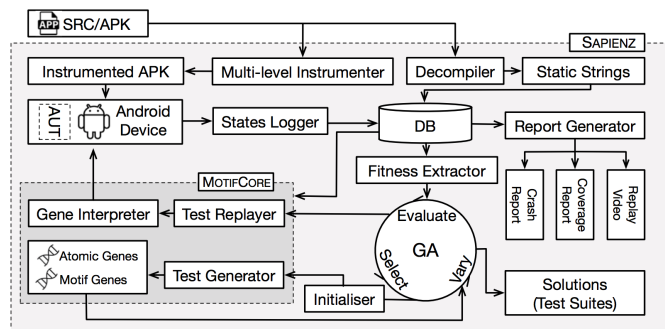 APP SRC/APK
SAPIENZ
Instrumented APK
Multi-level Instrumenter
Decompiler
Static Strings
AUT
Android
Device
States Logger
DB
Report Generator
Fitness Extractor
Crash
Report
Coverage
Report
Replay
Video
MOTIFCORE
Gene Interpreter
Test Replayer
Evaluate
GA
Select
Vary
Atomic Genes
Motif Genes
Test Generator
Initialiser
Solutions
(Test Suites)